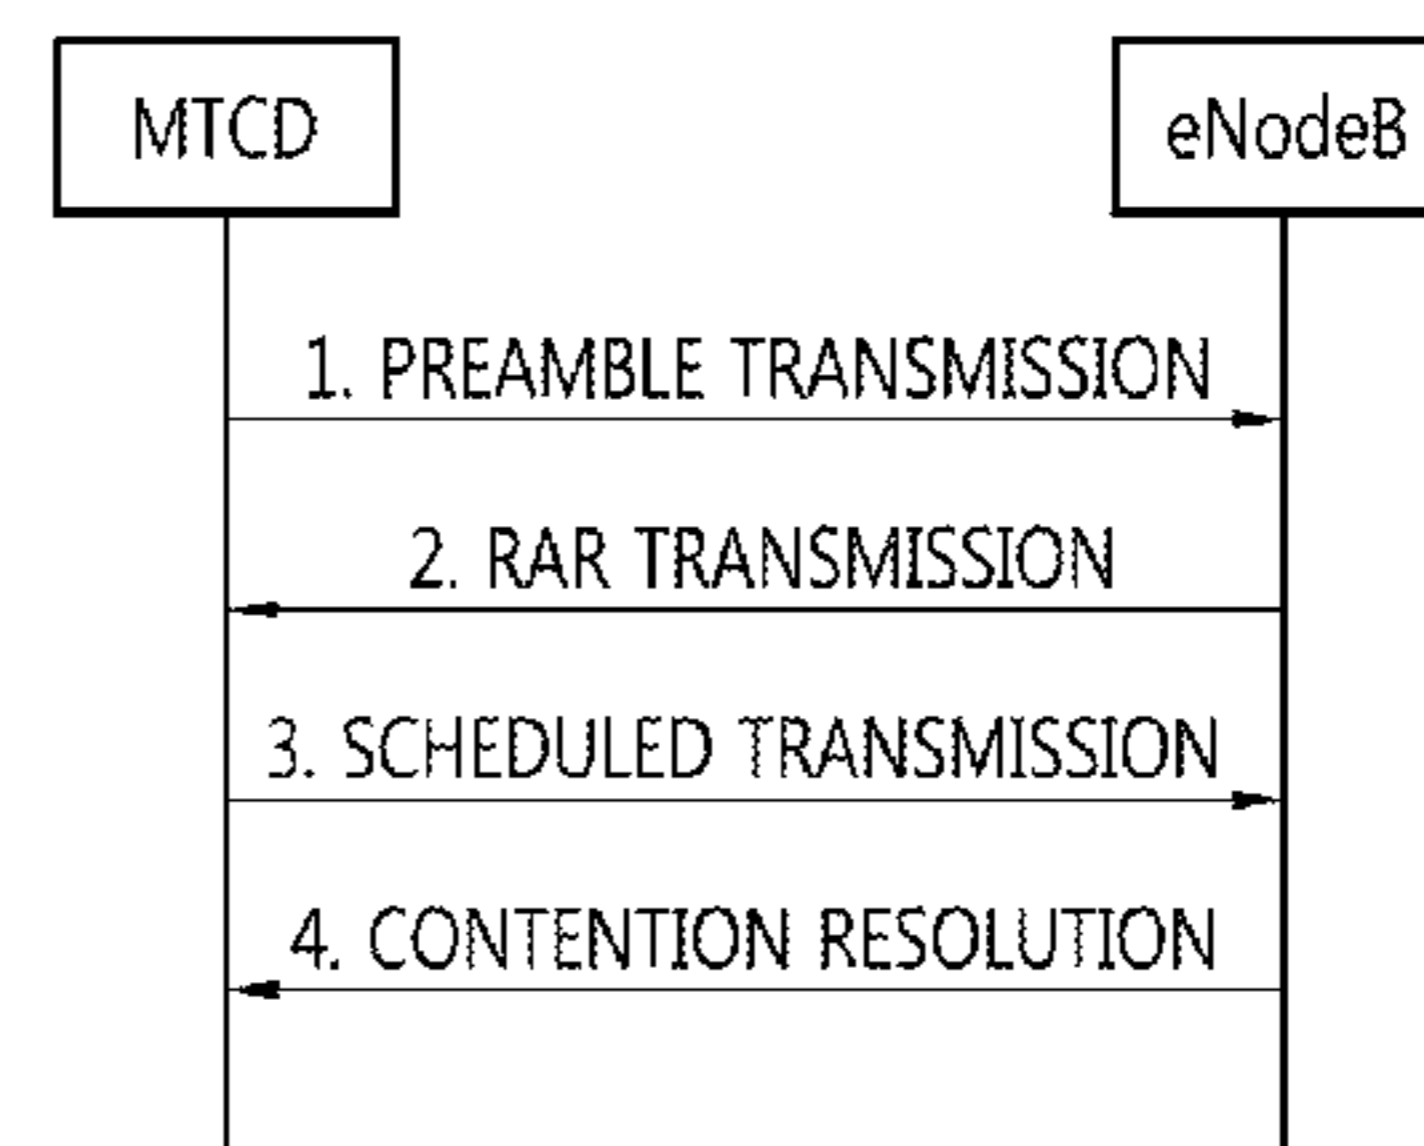 MTCD
eNodeB
1. PREAMBLE TRANSMISSION
2. RAR TRANSMISSION
3. SCHEDULED TRANSMISSION
4. CONTENTION RESOLUTION